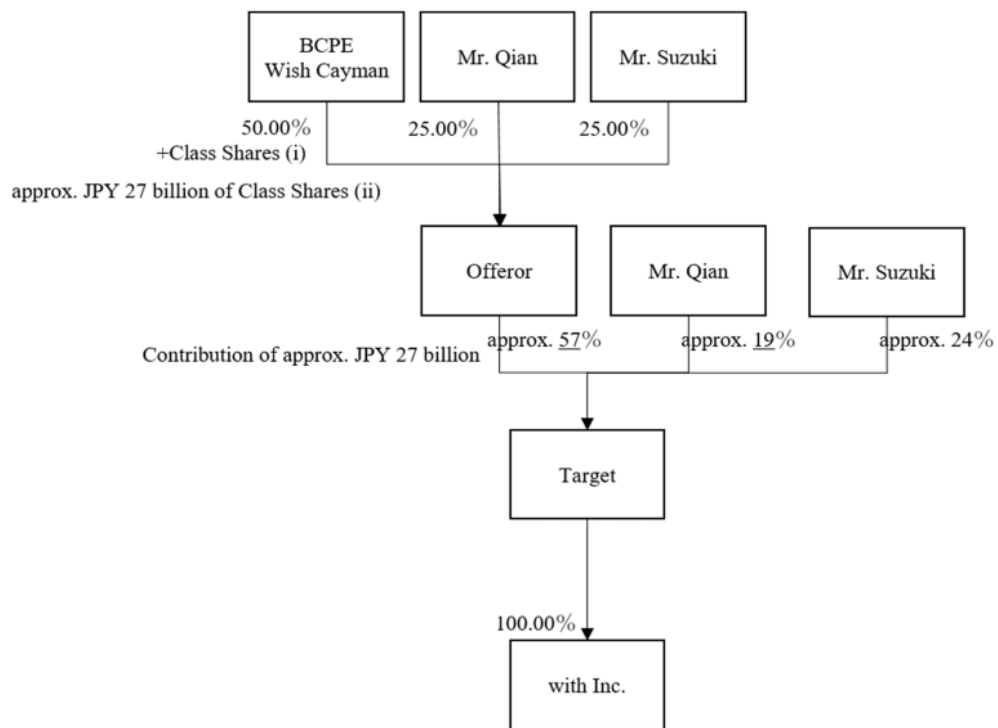 BCPE
Wish Cayman
Mr. Qian
Mr. Suzuki
50.00%
25.00%
25.00%
+Class Shares (i)
approx. JPY 27 billion of Class Shares (ii)
Offeror
Mr. Qian
Mr. Suzuki
Contribution of approx. JPY 27 billion
approx. 57%
approx. 19%
approx. 24%
Target
100.00%
with Inc.